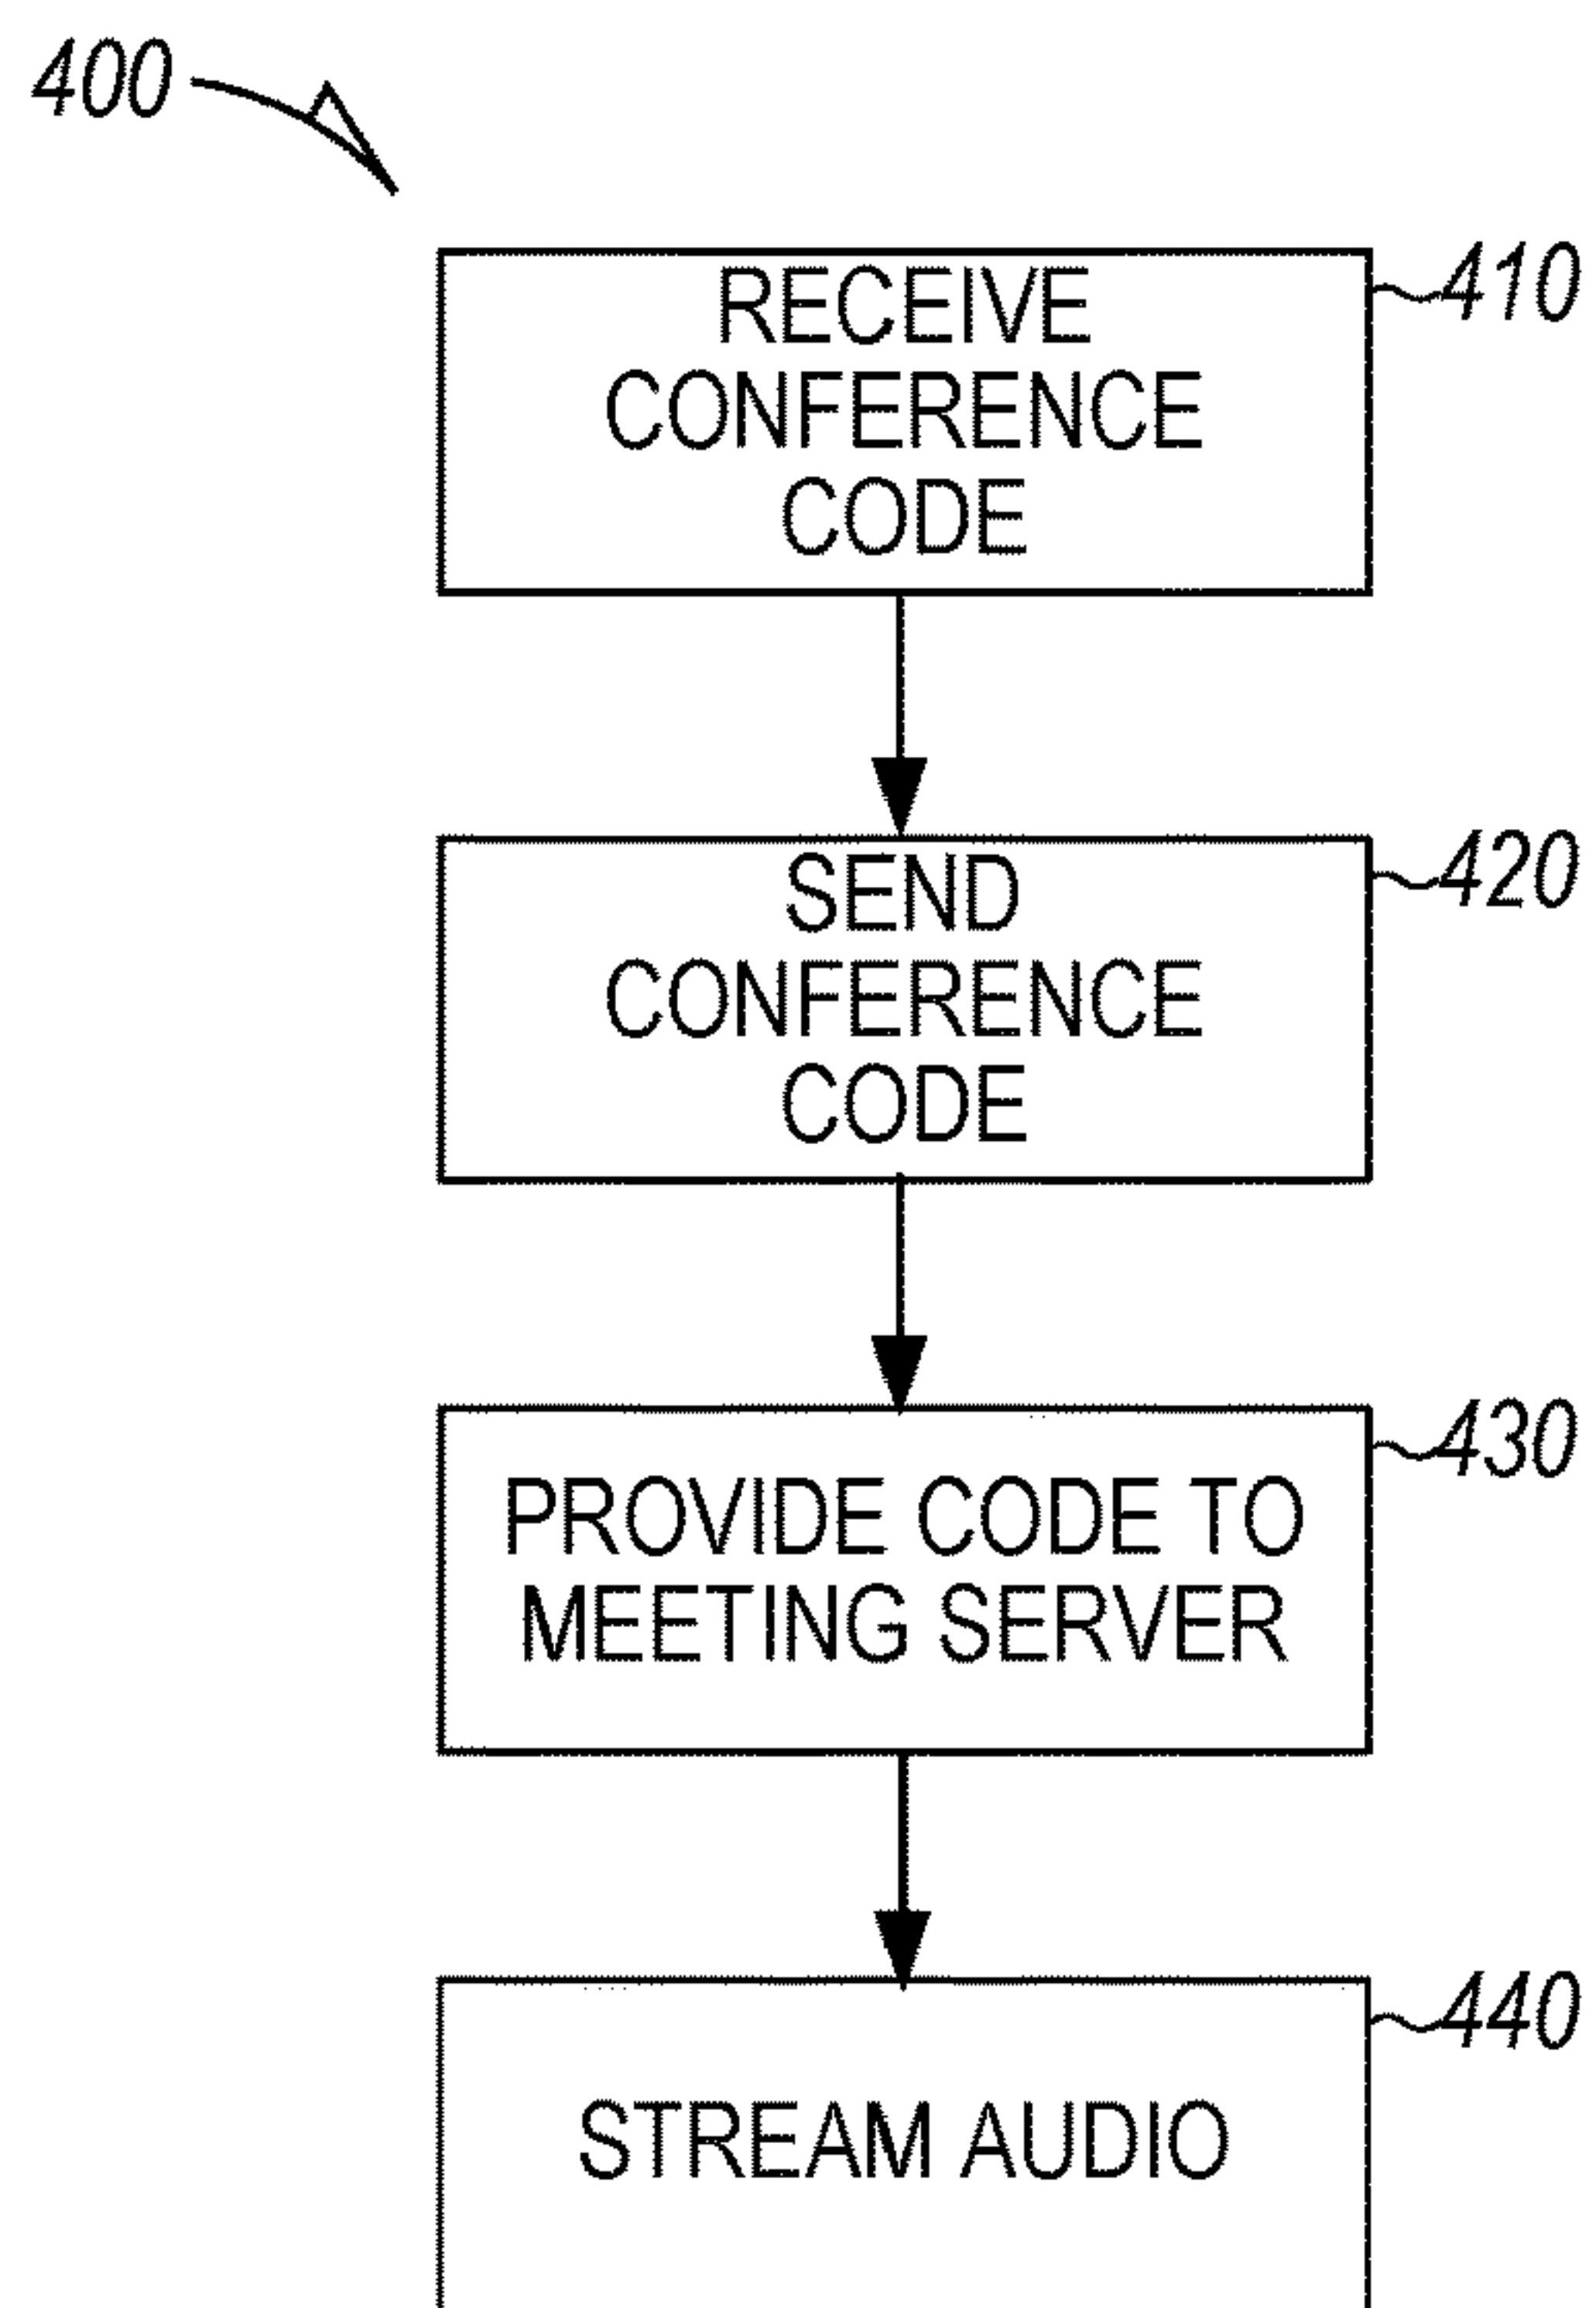 400
RECEIVE
CONFERENCE
CODE
410
SEND
CONFERENCE
CODE
420
PROVIDE CODE TO
MEETING SERVER
430
STREAM AUDIO
440